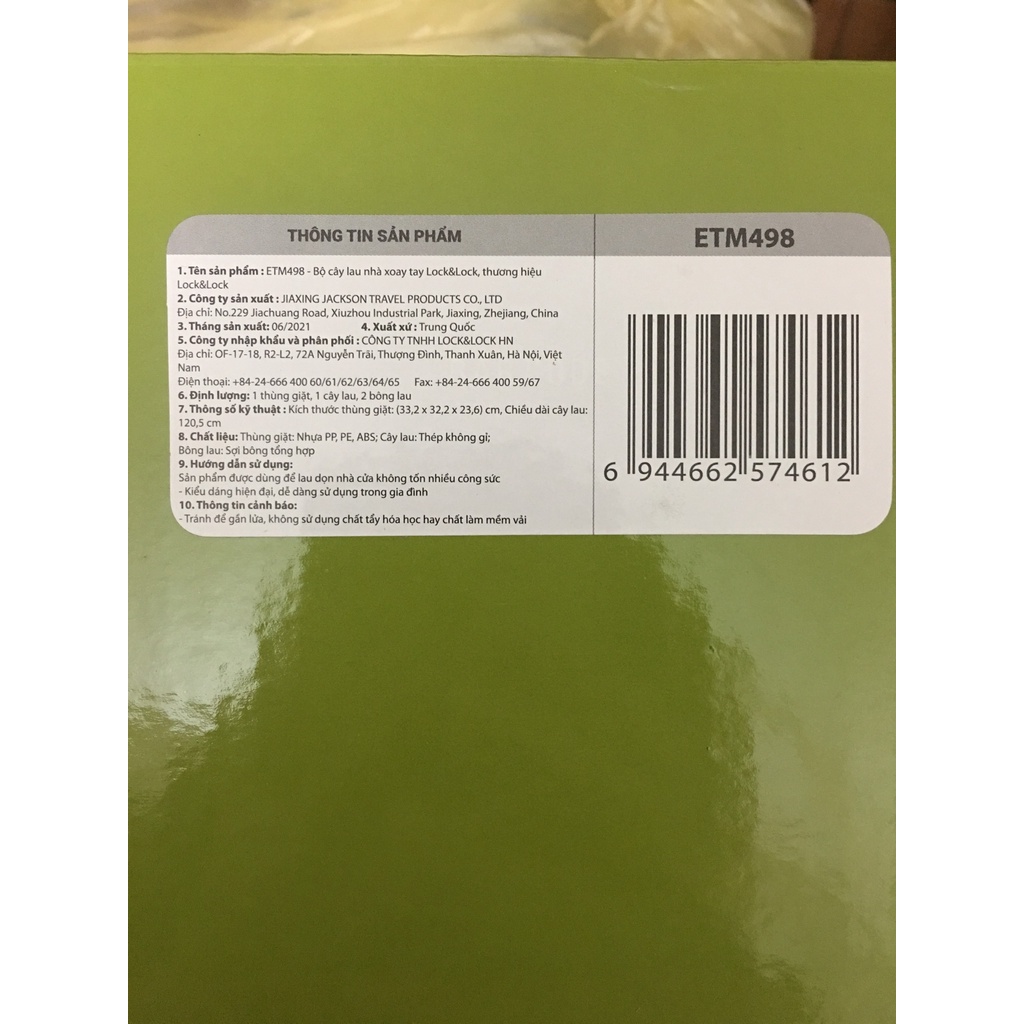 THÔNG TIN SẢN PHẨM
ETM498
1. Tên sản phẩm : ETM498 - Bộ cây lau nhà xoay tay Lock&Lock, thương hiệu
Lock&Lock
2. Công ty sản xuất : JIAXING JACKSON TRAVEL PRODUCTS CO., LTD
Địa chỉ: No.229 Jiachuang Road, Xiuzhou Industrial Park, Jiaxing, Zhejiang, China
3. Tháng sản xuất: 06/2021 4. Xuất xứ : Trung Quốc
5. Công ty nhập khẩu và phân phối : CÔNG TY TNHH LOCK&LOCK HN
Địa chỉ: OF-17-18, R2-L2, 72A Nguyễn Trãi, Thượng Đình, Thanh Xuân, Hà Nội, Việt
Nam
Điện thoại: +84-24-666 400 60/61/62/63/64/65 Fax: +84-24-666 400 59/67
6. Định lượng: 1 thùng giặt, 1 cây lau, 2 bông lau
7. Thông số kỹ thuật : Kích thước thùng giặt: (33,2 x 32,2 x 23,6) cm, Chiều dài cây lau:
120,5 cm
8. Chất liệu: Thùng giặt: Nhựa PP, PE, ABS; Cây lau: Thép không gỉ;
Bông lau: Sợi bông tổng hợp
9. Hướng dẫn sử dụng:
Sản phẩm được dùng để lau dọn nhà cửa không tốn nhiều công sức
- Kiểu dáng hiện đại, dễ dàng sử dụng trong gia đình
10. Thông tin cảnh báo:
- Tránh để gần lửa, không sử dụng chất tẩy hóa học hay chất làm mềm vải
6 944662 574612